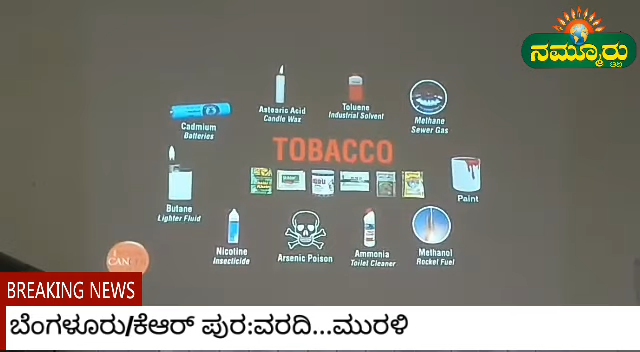 ನಮ್ಮೂರು
Astearic Acid
Candle Wax
Toluene
Industrial Solvent
Methane
Sewer Gas
Cadmium
Batteries
TOBACCO
Butane
Lighter Fluid
Paint
Nicotine
Insecticide
Arsenic Poison
Ammonia
Toilet Cleaner
Methanol
Rocket Fuel
I
CAN
BREAKING NEWS
ಬೆಂಗಳೂರು/ಕೆಆರ್ ಪುರ:ವರದಿ...ಮುರಳಿ